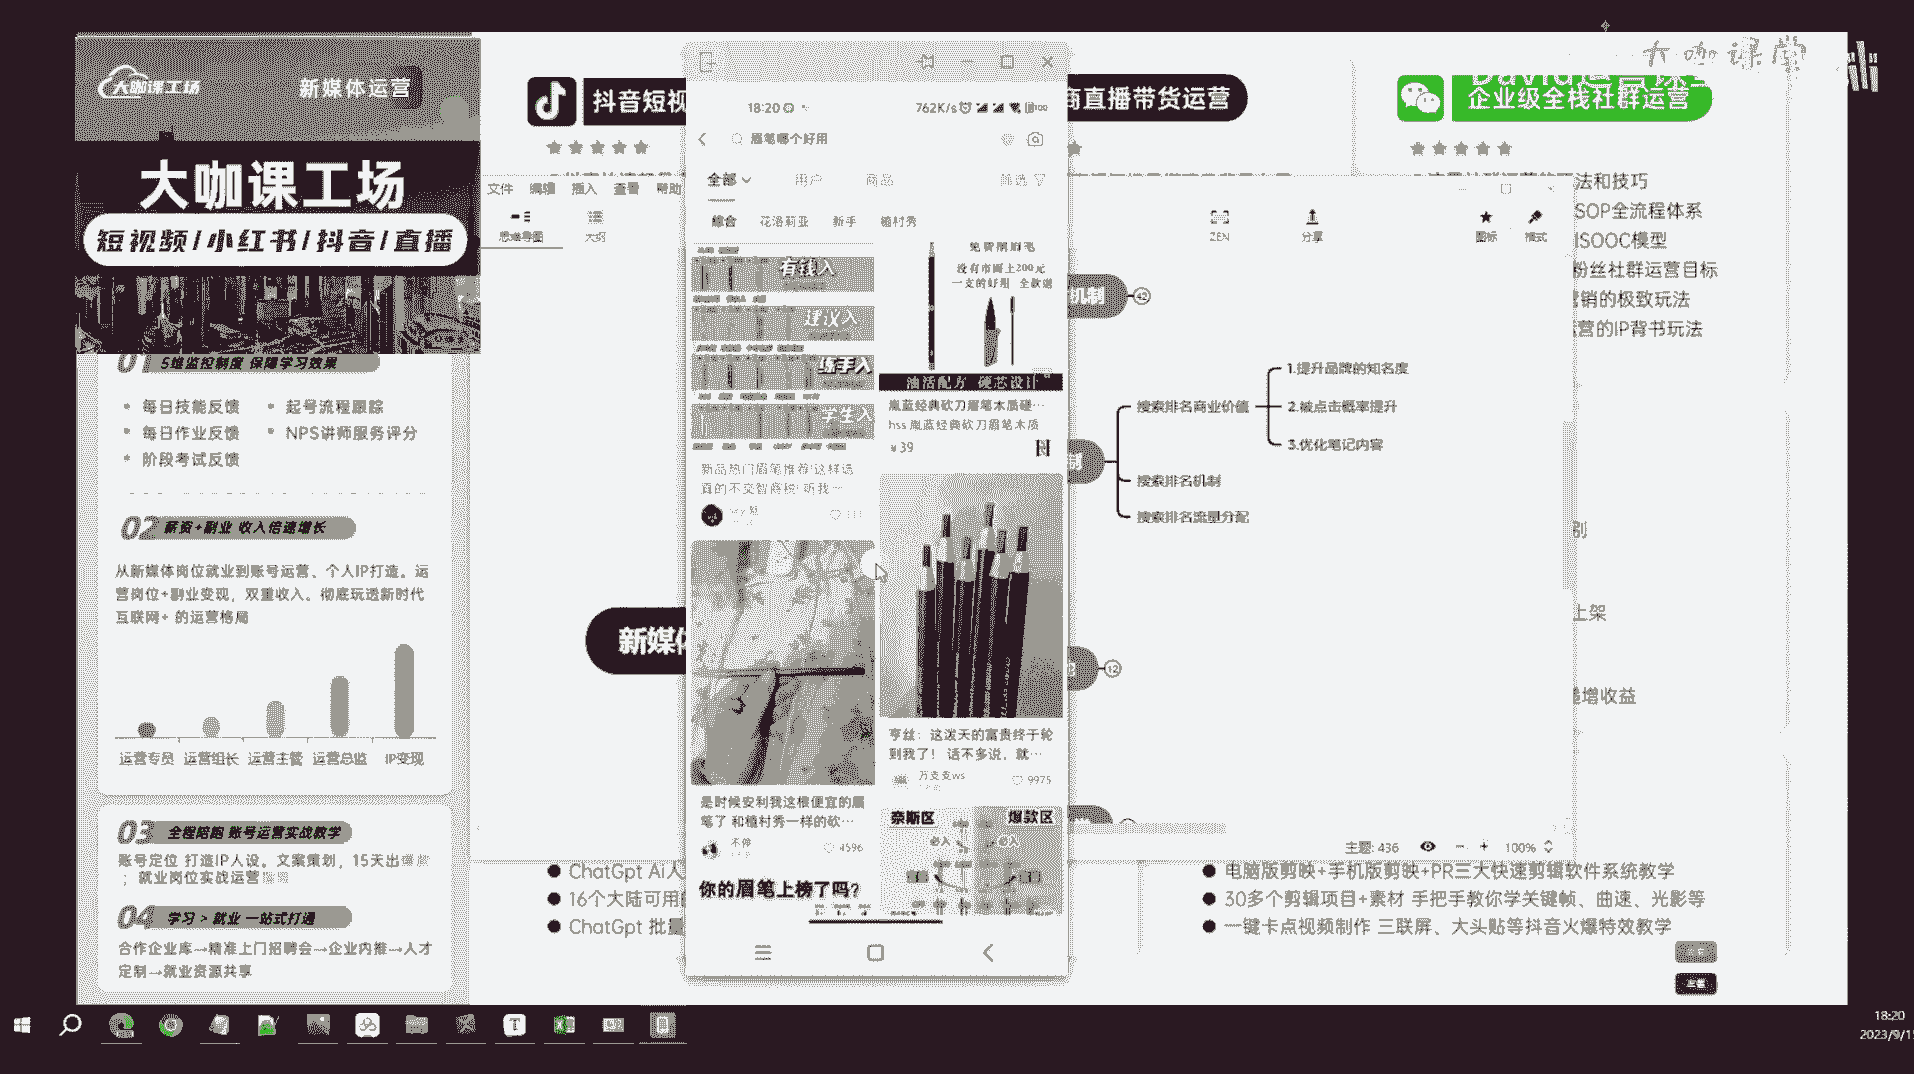 大咖课工场
新媒体运营
大咖课工场
短视频/小红书/抖音/直播
01 5维监控制度 保障学习效果
每日技能反馈
起号流程跟踪
每日作业反馈
NPS讲师服务评分
阶段考试反馈
02 薪资+副业 收入倍速增长
从新媒体岗位就业到账号运营、个人IP打造。运
营岗位+副业变现，双重收入。彻底玩透新时代
互联网+ 的运营格局
运营专员 运营组长 运营主管 运营总监 IP变现
03 全程陪跑 账号运营实战教学
账号定位 打造IP人设。文案策划，15天出
；就业岗位实战运营
04 学习 > 就业 一站式打通
合作企业库→精准上门招聘会→企业内推→人才
定制→就业资源共享
抖音短视
商直播带货运营
大咖课堂
企业级全栈社群运营
文件 编辑 插入 查看 帮助
思维导图
大纲
ZEN
分享
图标
格式
18:20
762K/s
100
眉笔哪个好用
全部
用户
商品
筛选
综合
花洛莉亚
新手
植村秀
有钱入
建议入
练手入
学生入
新品热门眉笔推荐!这样选
真的不交智商税! 听我…
免费削眉笔
没有市面上200元
一支的好用 全款谢
油活配方 硬芯设计
岚蓝经典砍刀眉笔木质硬…
hss 岚蓝经典砍刀眉笔木质
¥39
是时候安利我这根便宜的眉
笔了 和植村秀一样的砍…
不停
4596
你的眉笔上榜了吗?
亨丝：这泼天的富贵终于轮
到我了！ 话不多说，就…
万支支ws
9975
奈斯区
爆款区
机制
42
制
搜索排名商业价值
1.提升品牌的知名度
2.被点击概率提升
3.优化笔记内容
搜索排名机制
搜索排名流量分配
新媒体
12
主题: 436
100%
法和技巧
SOP全流程体系
ISOOC模型
粉丝社群运营目标
营销的极致玩法
运营的IP背书玩法
别
上架
递增收益
ChatGpt AI人
16个大陆可用的
ChatGpt 批量
电脑版剪映+手机版剪映+PR三大快速剪辑软件系统教学
30多个剪辑项目+素材 手把手教你学关键帧、曲速、光影等
一键卡点视频制作 三联屏、大头贴等抖音火爆特效教学
18:20
2023/9/1